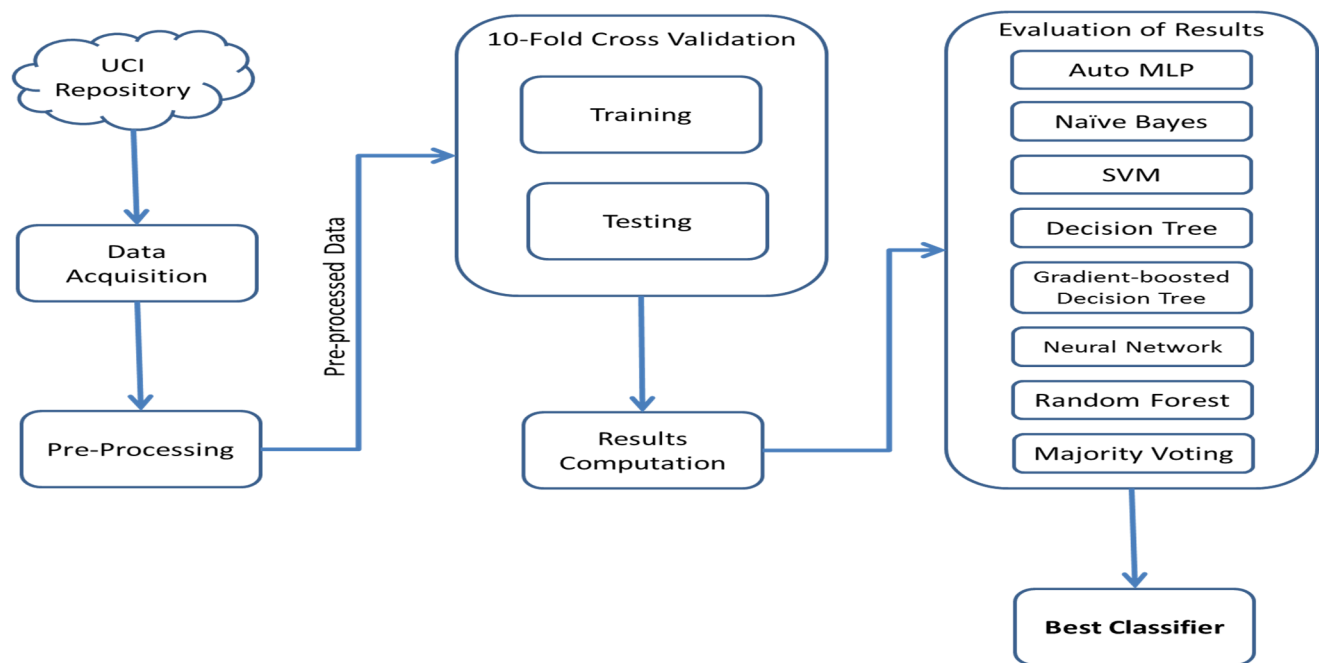 UCI
Repository
Data
Acquisition
Pre-Processing
Pre-processed Data
10-Fold Cross Validation
Training
Testing
Results
Computation
Evaluation of Results
Auto MLP
Naïve Bayes
SVM
Decision Tree
Gradient-boosted
Decision Tree
Neural Network
Random Forest
Majority Voting
Best Classifier